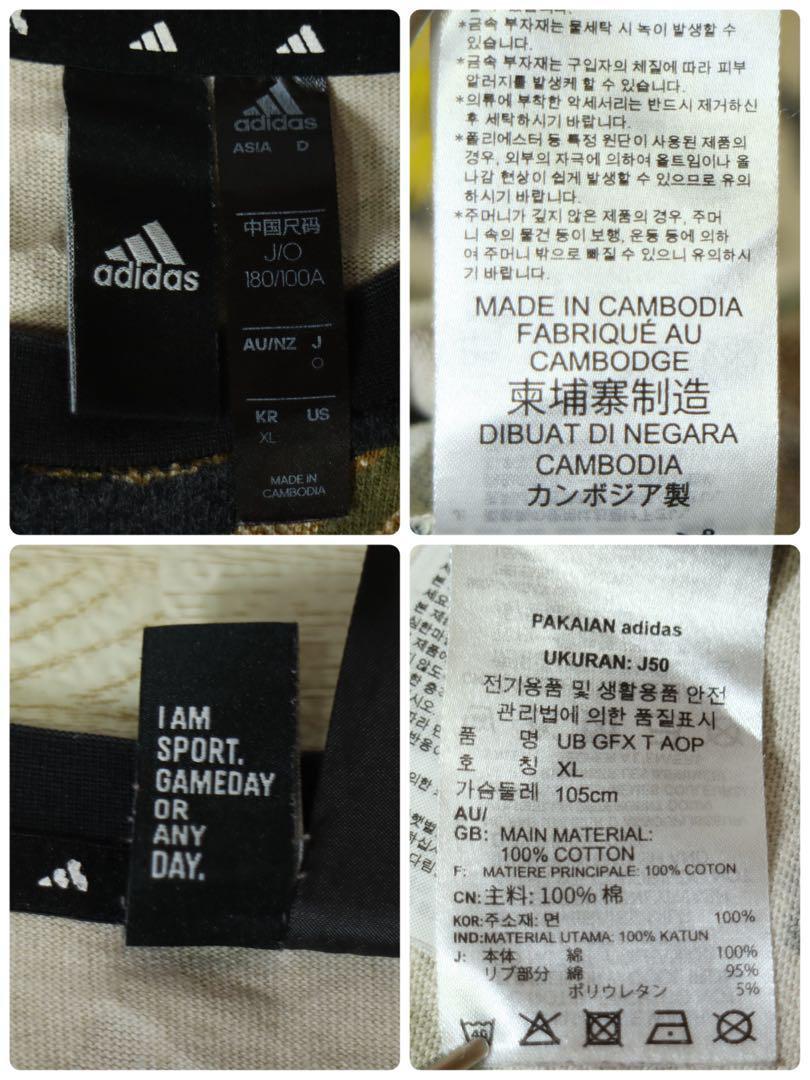 adidas
adidas
ASIA D
中国尺码
J/O
180/100A
AU/NZ J
O
KR US
XL
MADE IN
CAMBODIA
*금속 부자재는 물세탁 시 녹이 발생할 수
있습니다.
*금속 부자재는 구입자의 체질에 따라 피부
알러지를 발생케 할 수 있습니다.
*의류에 부착한 악세서리는 반드시 제거하신
후 세탁하시기 바랍니다.
*폴리에스터 등 특정 원단이 사용된 제품의
경우, 외부의 자극에 의하여 올트임이나 올
나감 현상이 쉽게 발생할 수 있으므로 유의
하시기 바랍니다.
*주머니가 깊지 않은 제품의 경우, 주머
니 속의 물건 등이 보행, 운동 등에 의하
여 주머니 밖으로 빠질 수 있으니 유의하시
기 바랍니다.
MADE IN CAMBODIA
FABRIQUÉ AU
CAMBODGE
柬埔寨制造
DIBUAT DI NEGARA
CAMBODIA
カンボジア製
I AM
SPORT.
GAMEDAY
OR
ANY
DAY.
PAKAIAN adidas
UKURAN: J50
전기용품 및 생활용품 안전
관리법에 의한 품질표시
품 명 UB GFX T AOP
호 칭 XL
가슴둘레 105cm
AU/
GB: MAIN MATERIAL:
100% COTTON
F: MATIERE PRINCIPALE: 100% COTON
CN: 主料: 100% 棉
KOR: 주소재: 면 100%
IND: MATERIAL UTAMA: 100% KATUN
J: 本体 綿 100%
リブ部分 綿 95%
ポリウレタン 5%
40